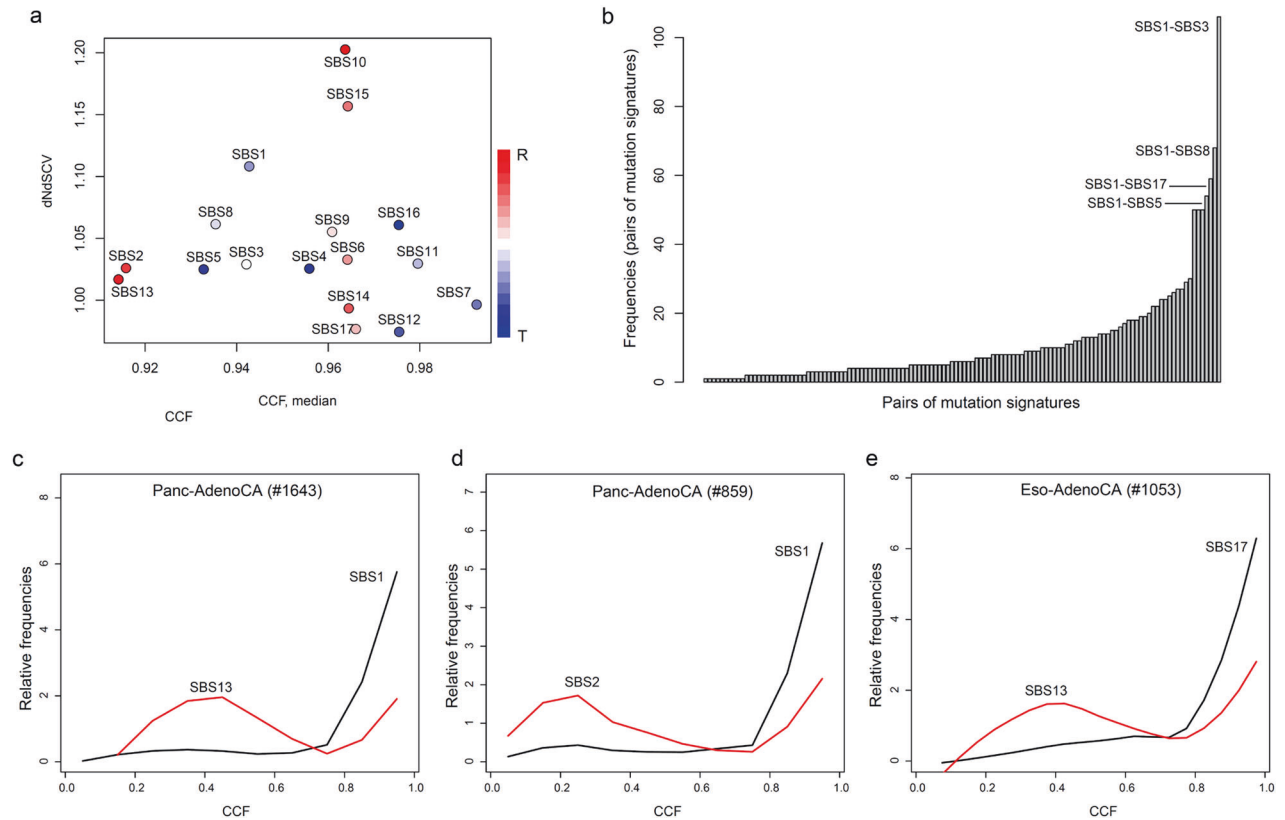 a
dNdSCV
1.20
1.15
1.10
1.05
1.00
SBS10
SBS15
SBS1
SBS8
SBS9
SBS16
SBS2
SBS5
SBS3
SBS4
SBS6
SBS11
SBS13
SBS14
SBS7
SBS17
SBS12
R
T
0.92
0.94
0.96
0.98
CCF, median
CCF
b
Frequencies (pairs of mutation signatures)
100
80
60
40
20
0
SBS1-SBS3
SBS1-SBS8
SBS1-SBS17
SBS1-SBS5
Pairs of mutation signatures
c
Panc-AdenoCA (#1643)
Relative frequencies
8
6
4
2
0
SBS1
SBS13
0.0 0.2 0.4 0.6 0.8 1.0
CCF
d
Panc-AdenoCA (#859)
Relative frequencies
7
6
5
4
3
2
1
0
SBS1
SBS2
0.0 0.2 0.4 0.6 0.8 1.0
CCF
e
Eso-AdenoCA (#1053)
Relative frequencies
8
6
4
2
0
SBS17
SBS13
0.0 0.2 0.4 0.6 0.8 1.0
CCF